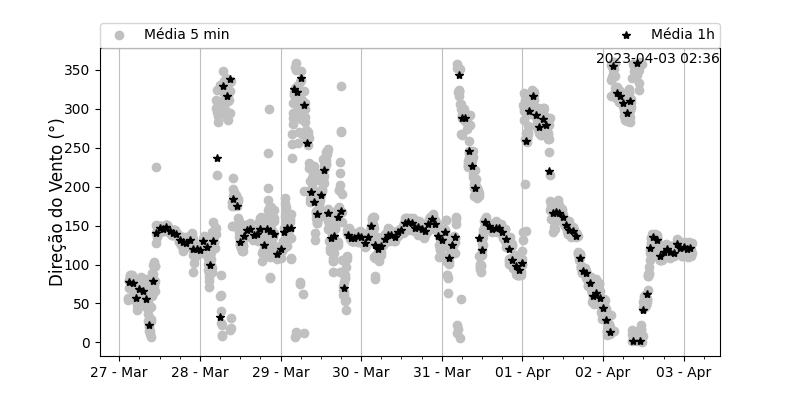 Média 5 min
Média 1h
2023-04-03 02:36
Direção do Vento (°)
350
300
250
200
150
100
50
0
27 - Mar
28 - Mar
29 - Mar
30 - Mar
31 - Mar
01 - Apr
02 - Apr
03 - Apr